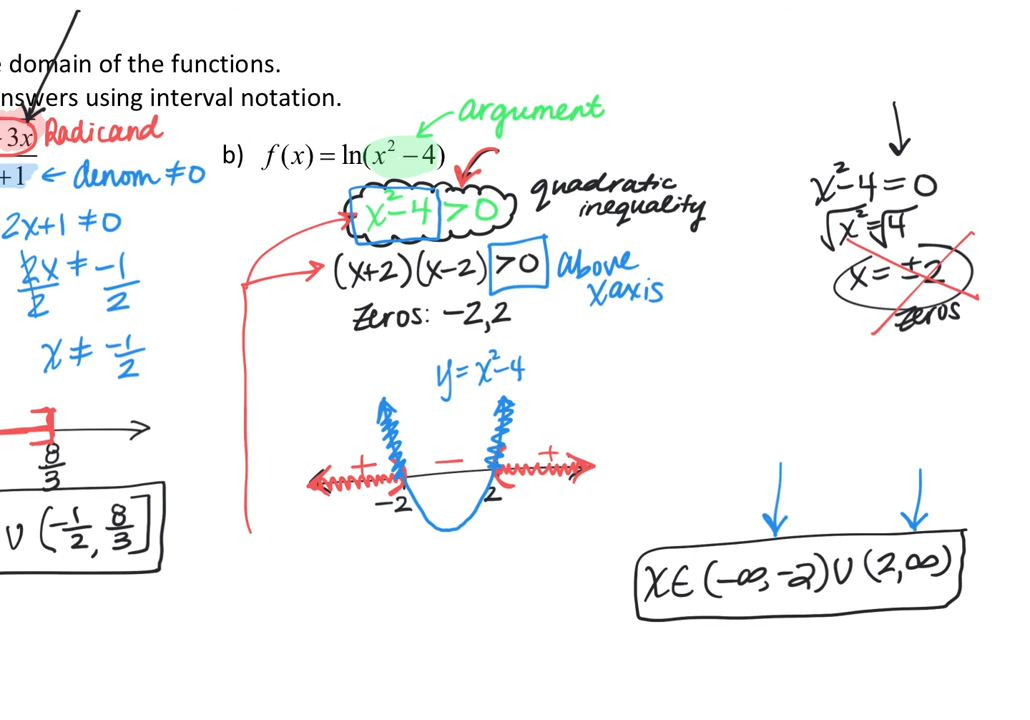 domain of the functions.
nswers using interval notation.
3x Radicand
+1 ← denom ≠0
2x+1 ≠0
2x/2 ≠ -1/2
x ≠ -1/2
8/3
∪ (-1/2, 8/3]
argument
b) f(x) = ln(x² − 4)
x²-4 >0
quadratic
inequality
(x+2)(x-2) >0 above
x axis
Zeros: -2,2
y = x²-4
+ − +
-2 2
x²-4=0
√x²=√4
x = ±2
zeros
x∈(-∞,-2)∪(2,∞)